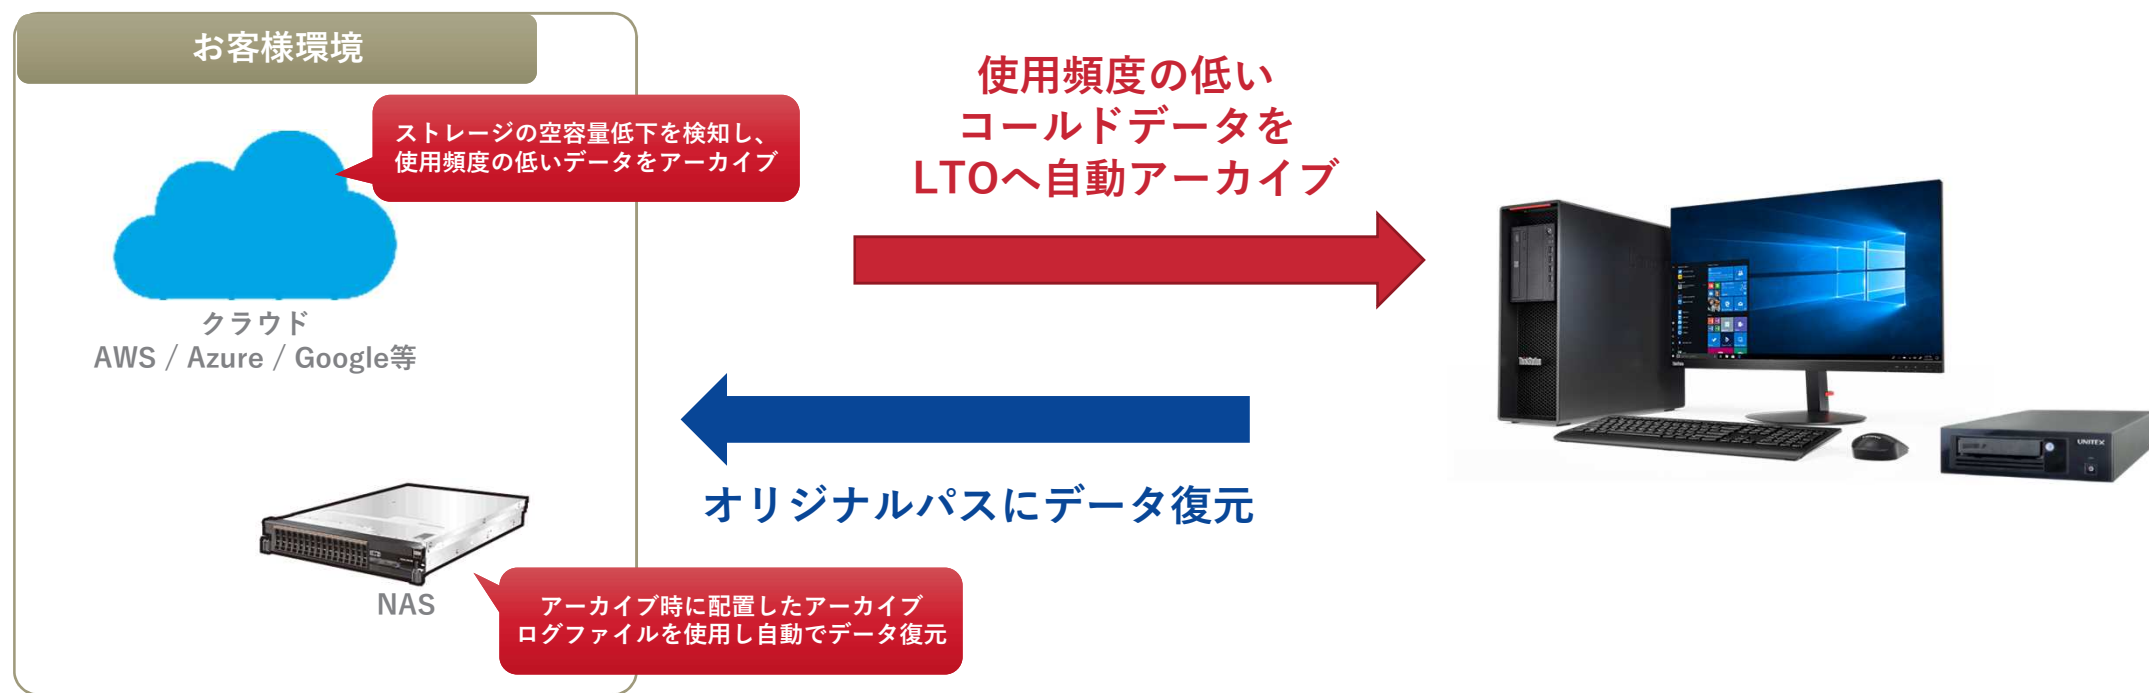 お客様環境
ストレージの空容量低下を検知し、
使用頻度の低いデータをアーカイブ
使用頻度の低い
コールドデータを
LTOへ自動アーカイブ
クラウド
AWS / Azure / Google等
オリジナルパスにデータ復元
NAS
アーカイブ時に配置したアーカイブ
ログファイルを使用し自動でデータ復元
ThinkStation
UNITEX